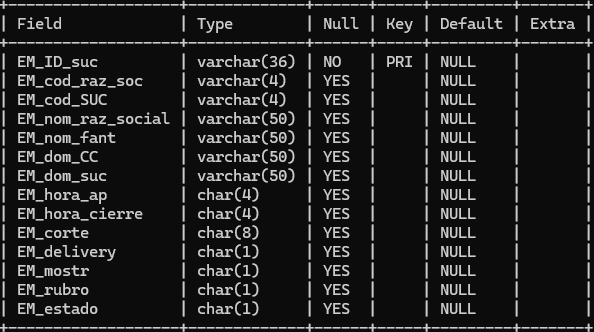 +------------------+-------------+------+-----+---------+-------+
| Field            | Type        | Null | Key | Default | Extra |
+------------------+-------------+------+-----+---------+-------+
| EM_ID_suc        | varchar(36) | NO   | PRI | NULL    |       |
| EM_cod_raz_soc   | varchar(4)  | YES  |     | NULL    |       |
| EM_cod_SUC       | varchar(4)  | YES  |     | NULL    |       |
| EM_nom_raz_social | varchar(50) | YES  |     | NULL    |       |
| EM_nom_fant      | varchar(50) | YES  |     | NULL    |       |
| EM_dom_CC        | varchar(50) | YES  |     | NULL    |       |
| EM_dom_suc       | varchar(50) | YES  |     | NULL    |       |
| EM_hora_ap       | char(4)     | YES  |     | NULL    |       |
| EM_hora_cierre   | char(4)     | YES  |     | NULL    |       |
| EM_corte         | char(8)     | YES  |     | NULL    |       |
| EM_delivery      | char(1)     | YES  |     | NULL    |       |
| EM_mostr         | char(1)     | YES  |     | NULL    |       |
| EM_rubro         | char(1)     | YES  |     | NULL    |       |
| EM_estado        | char(1)     | YES  |     | NULL    |       |
+------------------+-------------+------+-----+---------+-------+